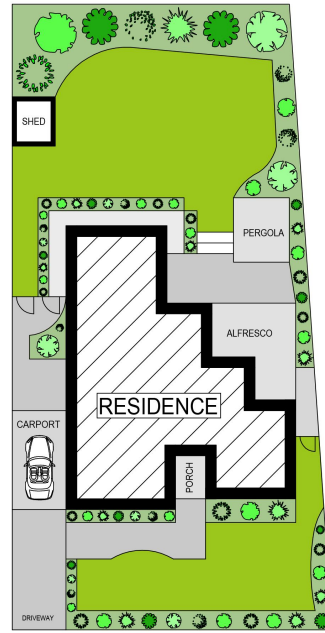 SHED
PERGOLA
ALFRESCO
RESIDENCE
CARPORT
PORCH
DRIVEWAY